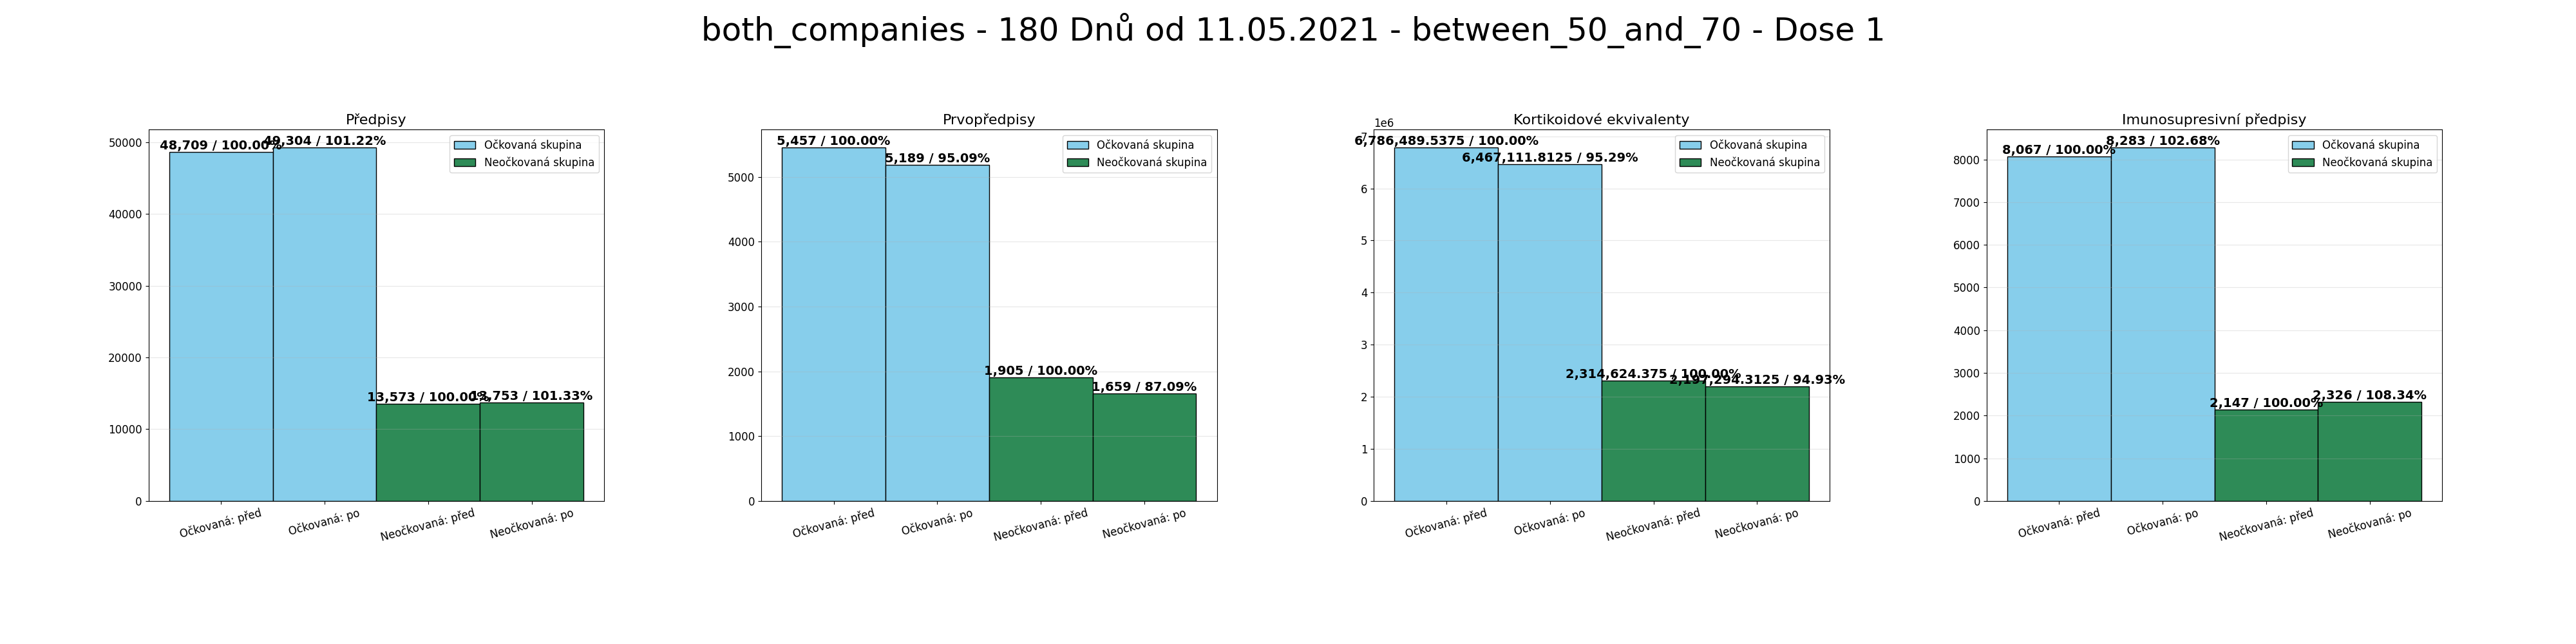 both_companies - 180 Dnů od 11.05.2021 - between_50_and_70 - Dose 1
Předpisy
50000
40000
30000
20000
10000
0
48,709 / 100.00%
49,304 / 101.22%
13,573 / 100.00%
13,753 / 101.33%
Očkovaná skupina
Neočkovaná skupina
Očkovaná: před
Očkovaná: po
Neočkovaná: před
Neočkovaná: po
Prvopředpisy
5000
4000
3000
2000
1000
0
5,457 / 100.00%
5,189 / 95.09%
1,905 / 100.00%
1,659 / 87.09%
Očkovaná skupina
Neočkovaná skupina
Očkovaná: před
Očkovaná: po
Neočkovaná: před
Neočkovaná: po
Kortikoidové ekvivalenty
1e6
7
6
5
4
3
2
1
0
6,786,489.5375 / 100.00%
6,467,111.8125 / 95.29%
2,314,624.375 / 100.00%
2,197,294.3125 / 94.93%
Očkovaná skupina
Neočkovaná skupina
Očkovaná: před
Očkovaná: po
Neočkovaná: před
Neočkovaná: po
Imunosupresivní předpisy
8000
7000
6000
5000
4000
3000
2000
1000
0
8,067 / 100.00%
8,283 / 102.68%
2,147 / 100.00%
2,326 / 108.34%
Očkovaná skupina
Neočkovaná skupina
Očkovaná: před
Očkovaná: po
Neočkovaná: před
Neočkovaná: po